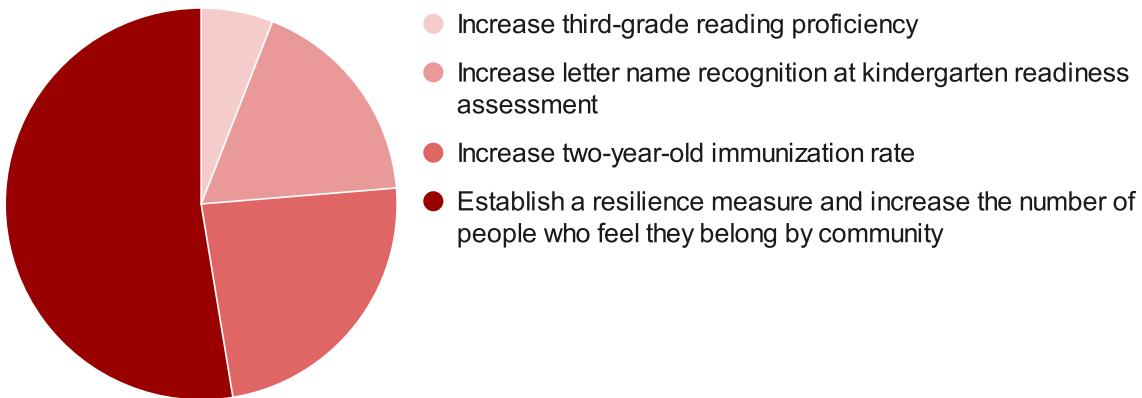 Increase third-grade reading proficiency
Increase letter name recognition at kindergarten readiness
assessment
Increase two-year-old immunization rate
Establish a resilience measure and increase the number of
people who feel they belong by community